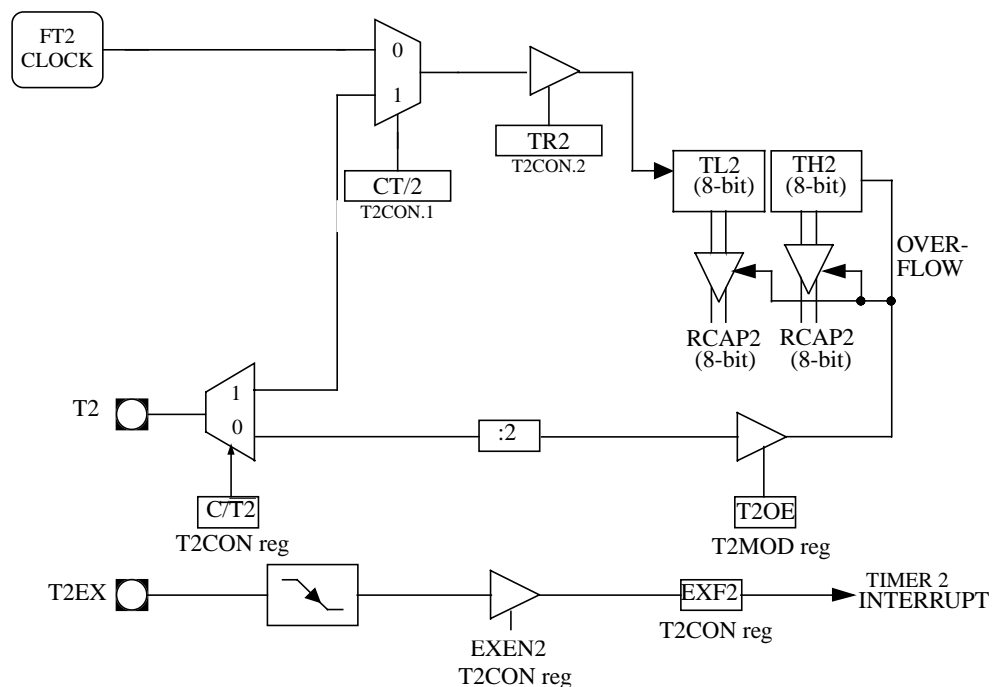 FT2
CLOCK
0
1
TR2
T2CON.2
CT/2
T2CON.1
TL2
(8-bit)
TH2
(8-bit)
OVER-
FLOW
RCAP2
(8-bit)
RCAP2
(8-bit)
T2
1
0
:2
C/T2
T2CON reg
T2OE
T2MOD reg
T2EX
EXEN2
T2CON reg
EXF2
T2CON reg
TIMER 2
INTERRUPT